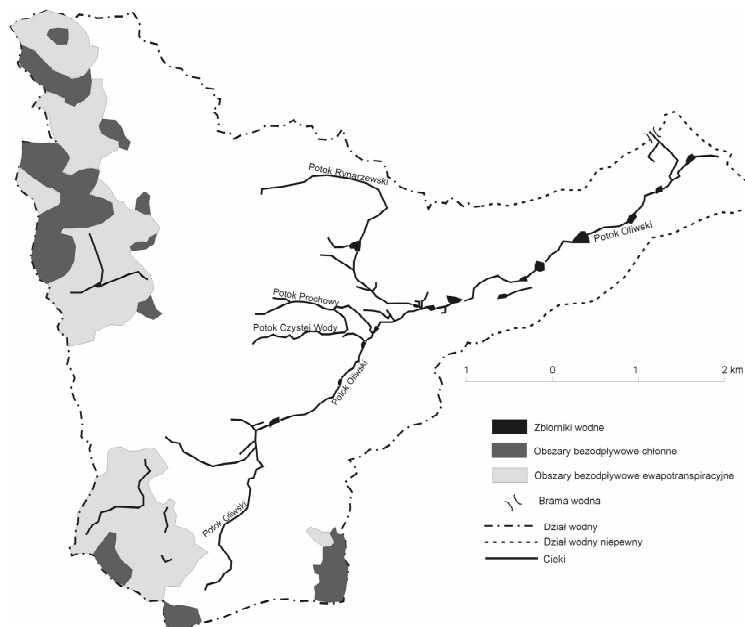 Potok Rynarzewski
Potok Oliwski
Potok Prochowy
Potok Czystej Wody
Potok Oliwski
Potok Oliwski
1 0 1 2 km
Zbiorniki wodne
Obszary bezodpływowe chłonne
Obszary bezodpływowe ewapotranspiracyjne
Brama wodna
Dział wodny
Dział wodny niepewny
Cieki